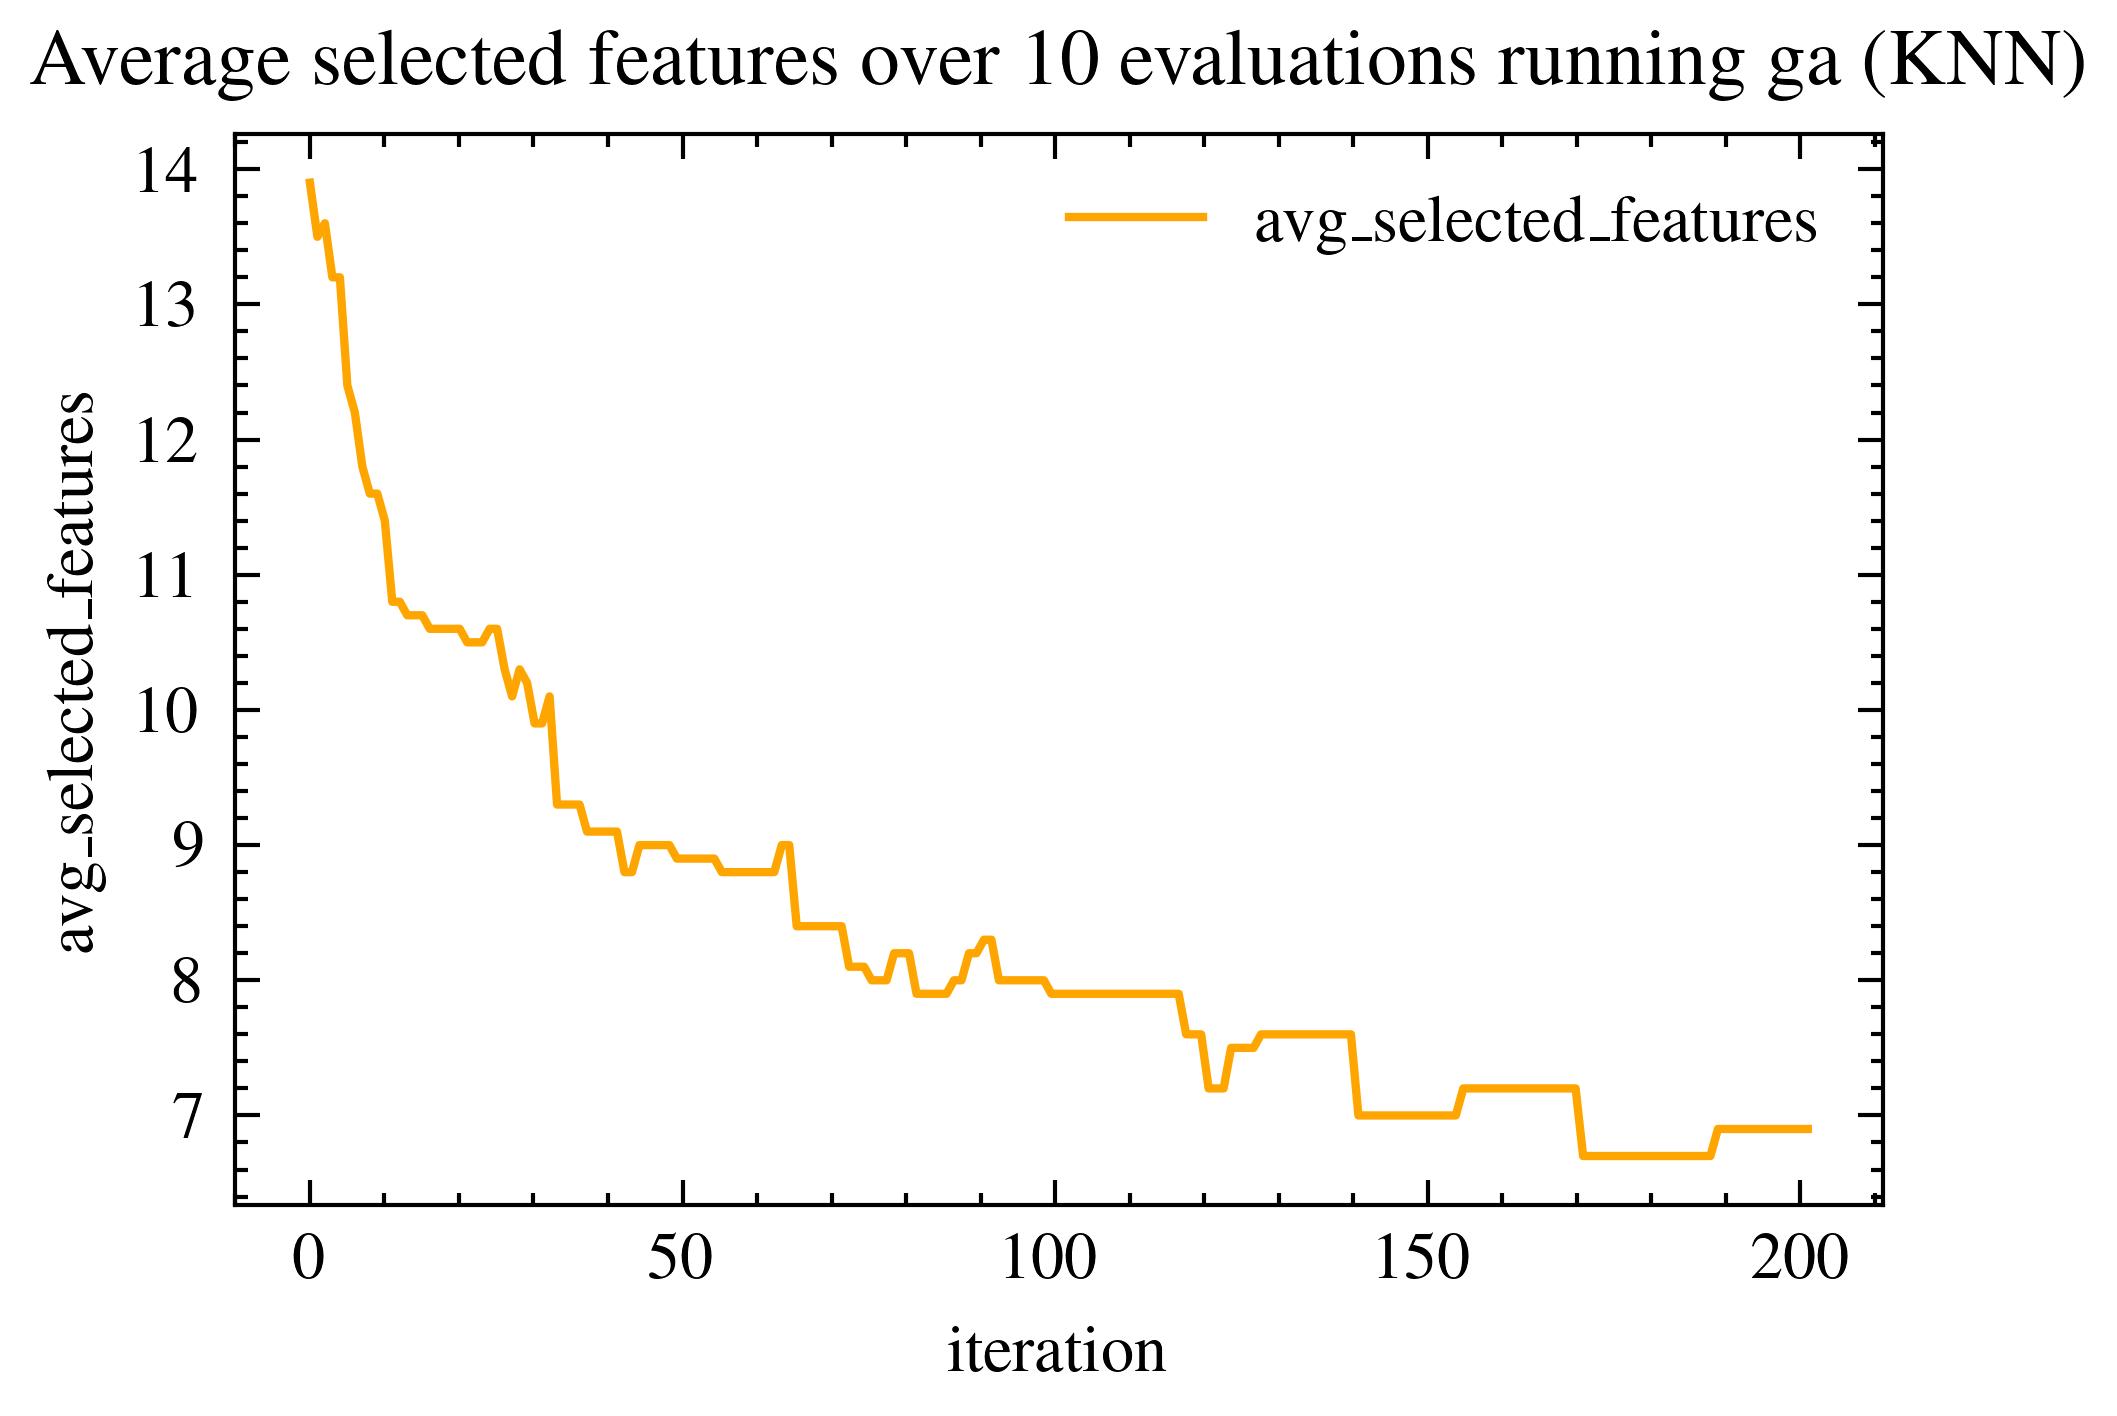 Average selected features over 10 evaluations running ga (KNN)
avg_selected_features
14
13
12
11
10
9
8
7
avg_selected_features
0 50 100 150 200
iteration